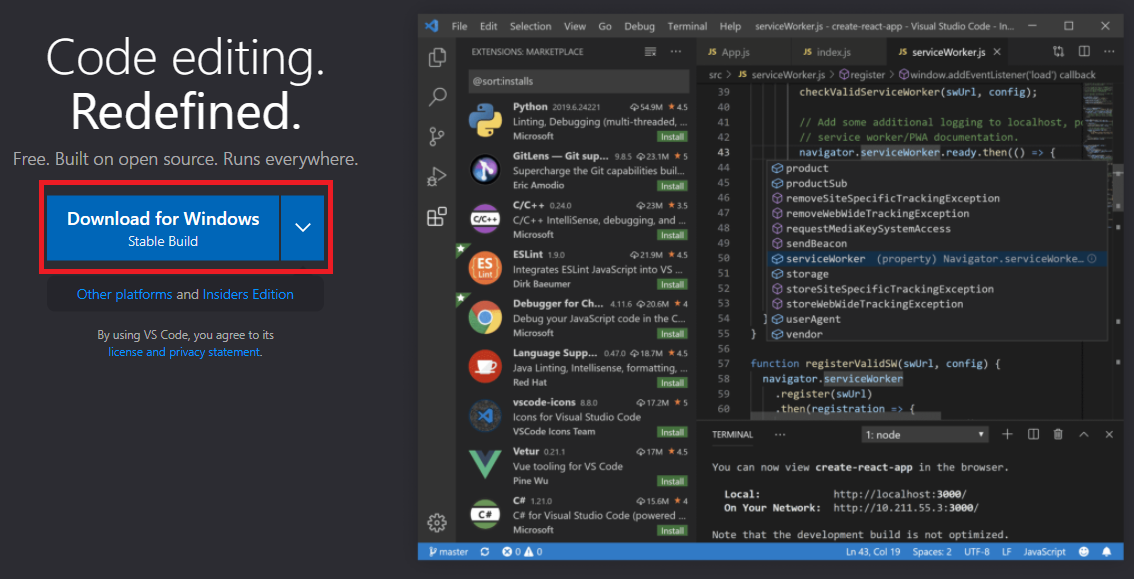 Code editing.
Redefined.
Free. Built on open source. Runs everywhere.
Download for Windows
Stable Build
Other platforms and Insiders Edition
By using VS Code, you agree to its
license and privacy statement.
File Edit Selection View Go Debug Terminal Help serviceWorker.js - create-react-app - Visual Studio Code - In...
EXTENSIONS: MARKETPLACE
@sort:installs
Python 2019.6.24221 54.9M 4.5
Linting, Debugging (multi-threaded, ...
Microsoft Install
GitLens — Git sup... 9.8.5 23.1M 5
Supercharge the Git capabilities buil...
Eric Amodio Install
C/C++ 0.24.0 23M 3.5
C/C++ IntelliSense, debugging, and ...
Microsoft Install
ESLint 1.9.0 21.9M 4.5
Integrates ESLint JavaScript into VS ...
Dirk Baeumer Install
Debugger for Ch... 4.11.6 20.6M 4
Debug your JavaScript code in the C...
Microsoft Install
Language Supp... 0.47.0 18.7M 4.5
Java Linting, Intellisense, formatting, ...
Red Hat Install
vscode-icons 8.8.0 17.2M 5
Icons for Visual Studio Code
VSCode Icons Team Install
Vetur 0.21.1 17M 4.5
Vue tooling for VS Code
Pine Wu Install
C# 1.21.0 15.6M 4
C# for Visual Studio Code (powered ...
Microsoft Install
C/C++
ES
Lint
C#
JS App.js JS index.js JS serviceWorker.js
src > JS serviceWorker.js > register > window.addEventListener('load') callback
39 checkValidServiceWorker(swUrl, config);
40
41 // Add some additional logging to localhost, p
42 // service worker/PWA documentation.
43 navigator.serviceWorker.ready.then(() => {
44 product
45 productSub
46 removeSiteSpecificTrackingException
47 removeWebWideTrackingException
48 requestMediaKeySystemAccess
49 sendBeacon
50 serviceWorker (property) Navigator.serviceWorke...
51 storage
52 storeSiteSpecificTrackingException
53 storeWebWideTrackingException
54 } userAgent
55 } vendor
56
57 function registerValidSW(swUrl, config) {
58 navigator.serviceWorker
59 .register(swUrl)
60 .then(registration => {
TERMINAL ... 1: node
You can now view create-react-app in the browser.
Local: http://localhost:3000/
On Your Network: http://10.211.55.3:3000/
Note that the development build is not optimized.
master 0 0 Ln 43, Col 19 Spaces: 2 UTF-8 LF JavaScript